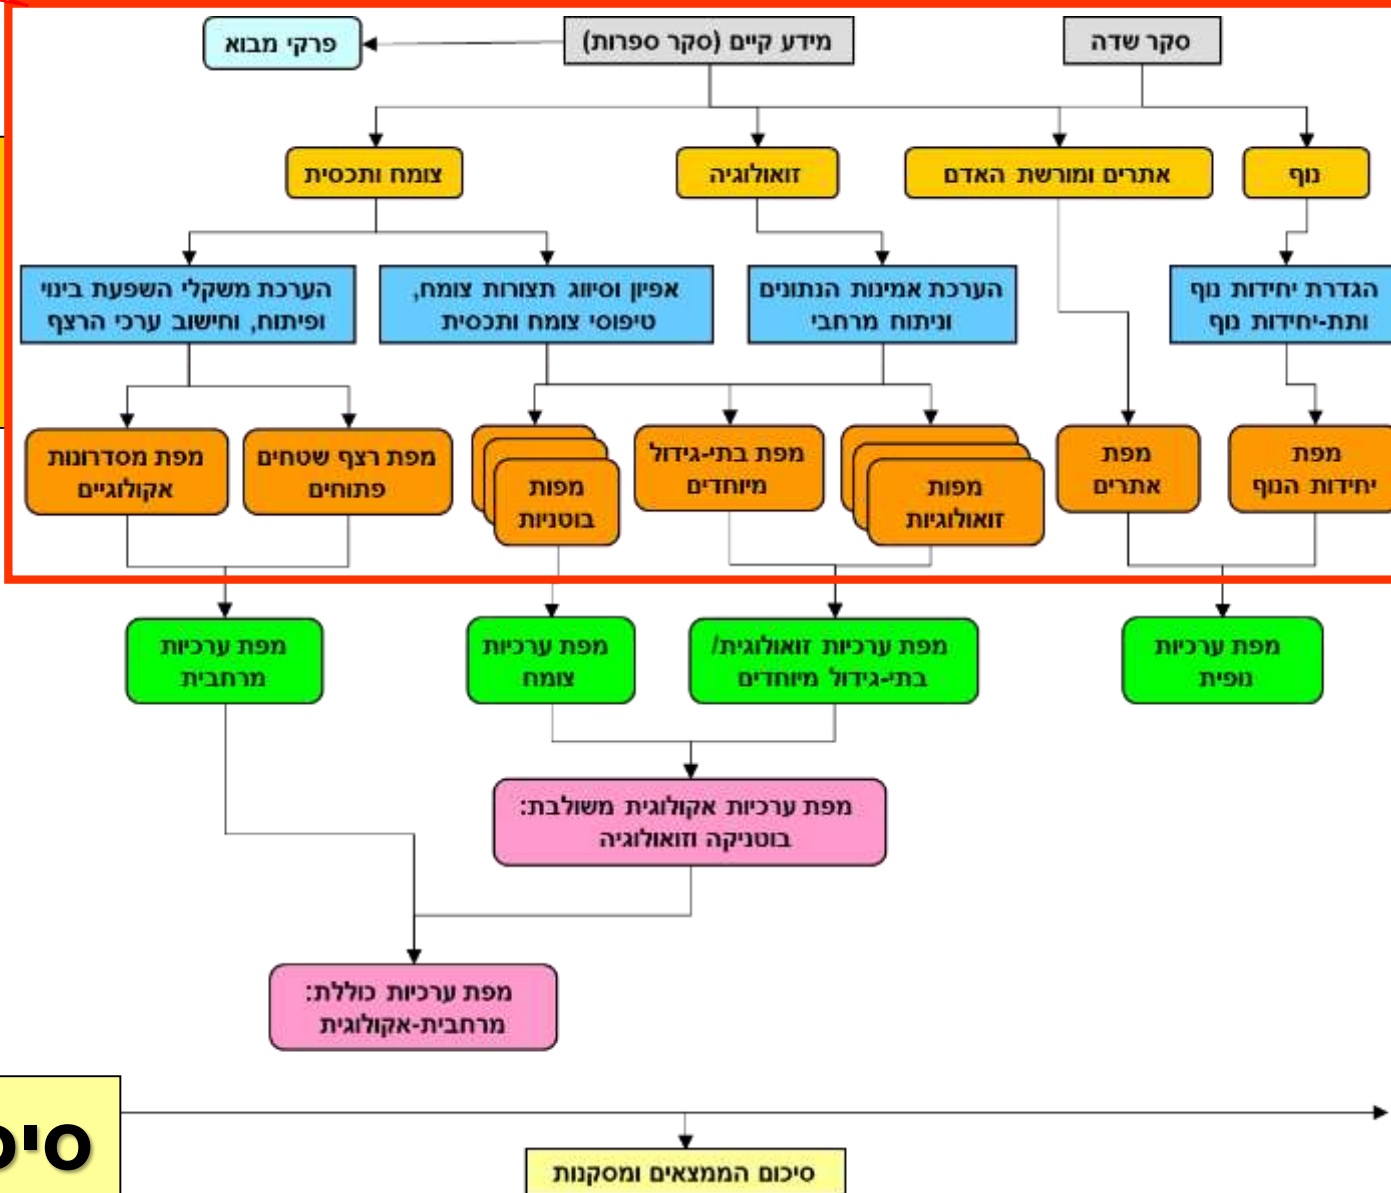 סקר שדה
מידע קיים (סקר ספרות)
פרקי מבוא
נוף
אתרים ומורשת האדם
זואולוגיה
צומח ותכסית
הגדרת יחידות נוף
ותת-יחידות נוף
הערכת אמינות הנתונים
וניתוח מרחבי
אפיון וסיווג תצורות צומח,
טיפוסי צומח ותכסית
הערכת משקלי השפעת בינוי
ופיתוח, וחישוב ערכי הרצף
מפת
יחידות הנוף
מפת
אתרים
מפות
זואולוגיות
מפת בתי-גידול
מיוחדים
מפות
בוטניות
מפת רצף שטחים
פתוחים
מפת מסדרונות
אקולוגיים
מפת ערכיות
נופית
מפת ערכיות זואולוגית/
בתי-גידול מיוחדים
מפת ערכיות
צומח
מפת ערכיות
מרחבית
מפת ערכיות אקולוגית משולבת:
בוטניקה וזואולוגיה
מפת ערכיות כוללת:
מרחבית-אקולוגית
סיכום הממצאים ומסקנות